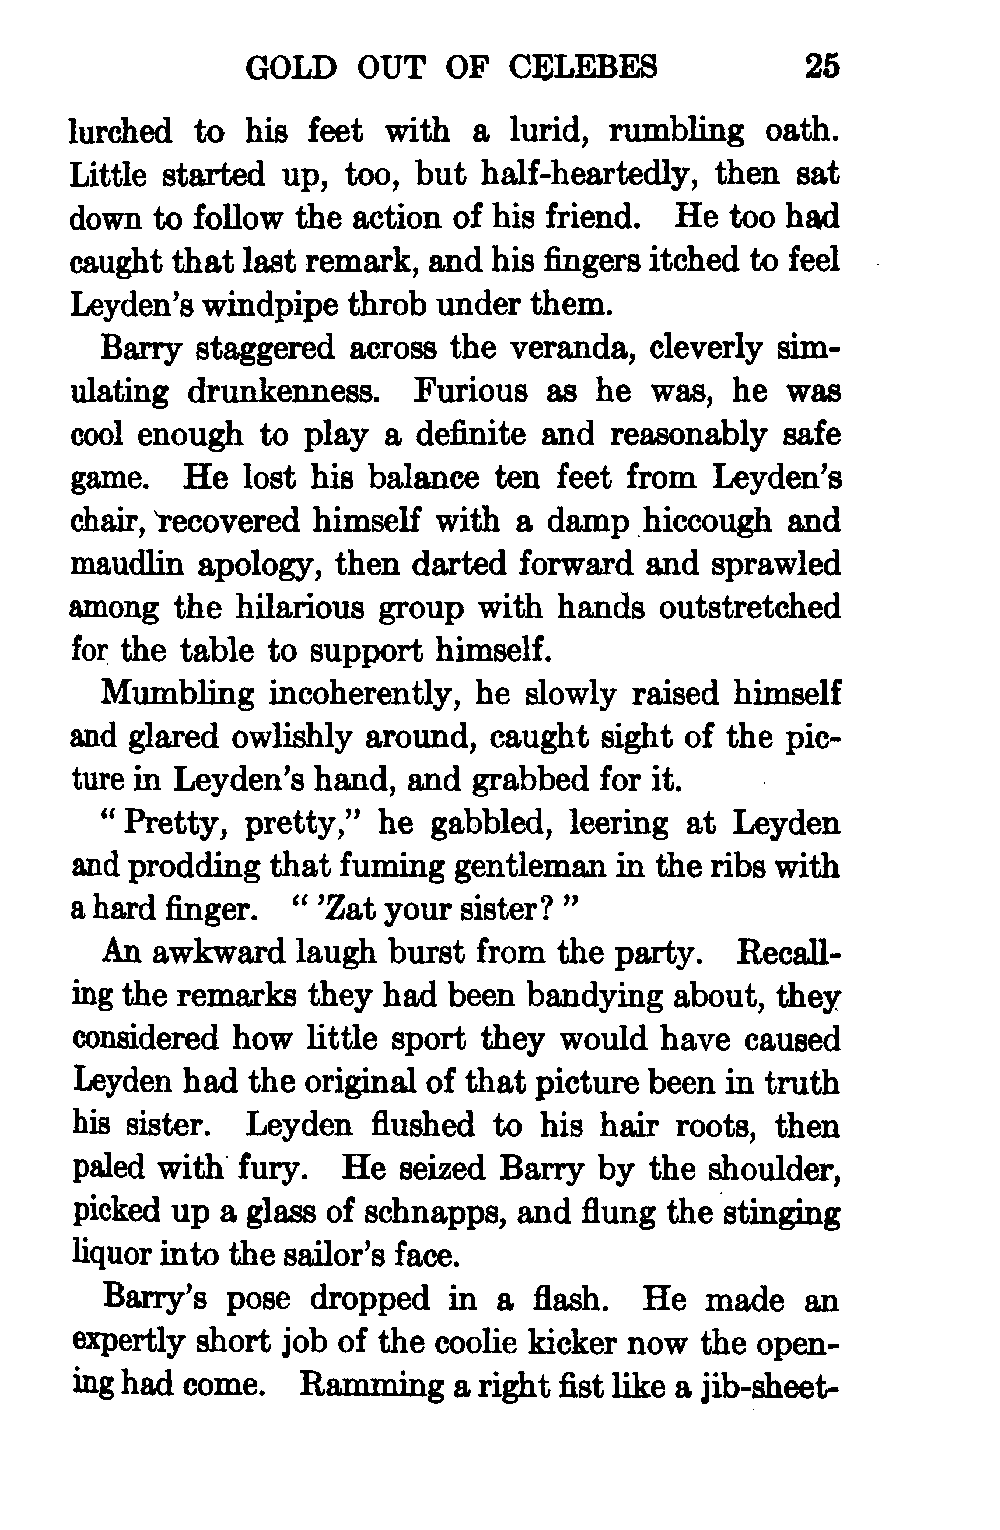 GOLD OUT OF CELEBES 25
lurched to his feet with a lurid, rumbling oath.
Little started up, too, but half-heartedly, then sat
down to follow the action of his friend. He too had
caught that last remark, and his fingers itched to feel
Leyden's windpipe throb under them.
Barry staggered across the veranda, cleverly sim-
ulating drunkenness. Furious as he was, he was
cool enough to play a definite and reasonably safe
game. He lost his balance ten feet from Leyden's
chair, recovered himself with a damp hiccough and
maudlin apology, then darted forward and sprawled
among the hilarious group with hands outstretched
for the table to support himself.
Mumbling incoherently, he slowly raised himself
and glared owlishly around, caught sight of the pic-
ture in Leyden's hand, and grabbed for it.
“ Pretty, pretty,” he gabbled, leering at Leyden
and prodding that fuming gentleman in the ribs with
a hard finger. “ ’Zat your sister? ”
An awkward laugh burst from the party. Recall-
ing the remarks they had been bandying about, they
considered how little sport they would have caused
Leyden had the original of that picture been in truth
his sister. Leyden flushed to his hair roots, then
paled with fury. He seized Barry by the shoulder,
picked up a glass of schnapps, and flung the stinging
liquor into the sailor's face.
Barry's pose dropped in a flash. He made an
expertly short job of the coolie kicker now the open-
ing had come. Ramming a right fist like a jib-sheet-